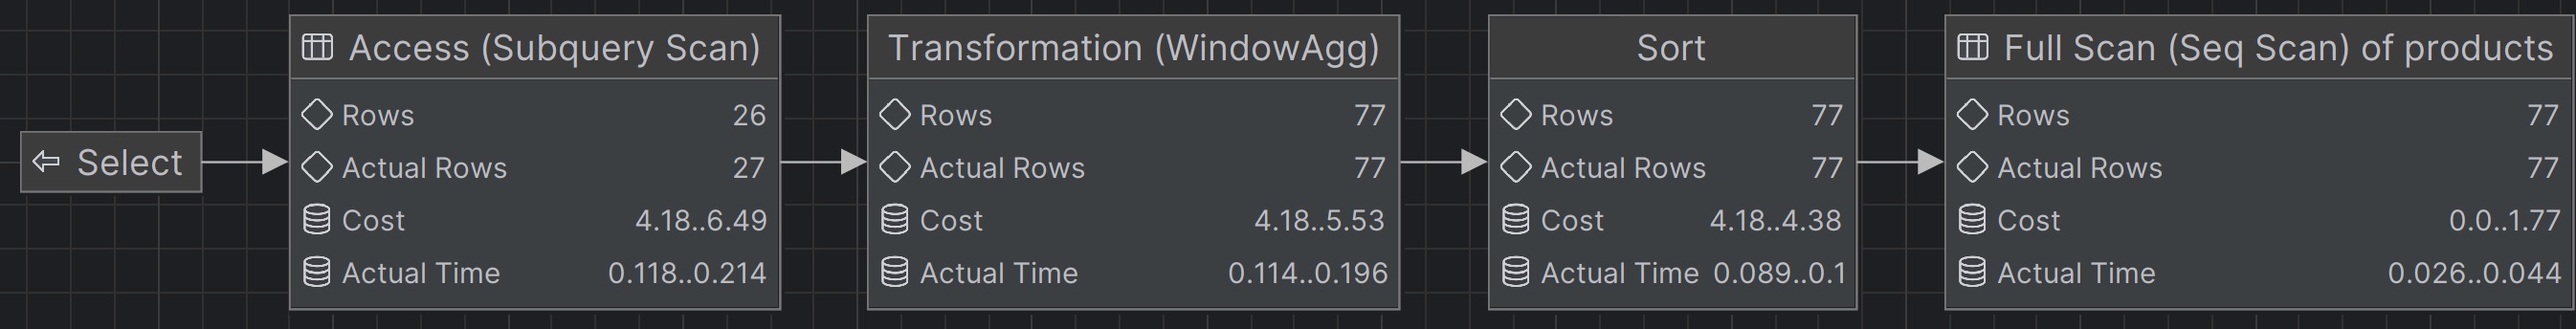 Select
Access (Subquery Scan)
Rows 26
Actual Rows 27
Cost 4.18..6.49
Actual Time 0.118..0.214
Transformation (WindowAgg)
Rows 77
Actual Rows 77
Cost 4.18..5.53
Actual Time 0.114..0.196
Sort
Rows 77
Actual Rows 77
Cost 4.18..4.38
Actual Time 0.089..0.1
Full Scan (Seq Scan) of products
Rows 77
Actual Rows 77
Cost 0.0..1.77
Actual Time 0.026..0.044